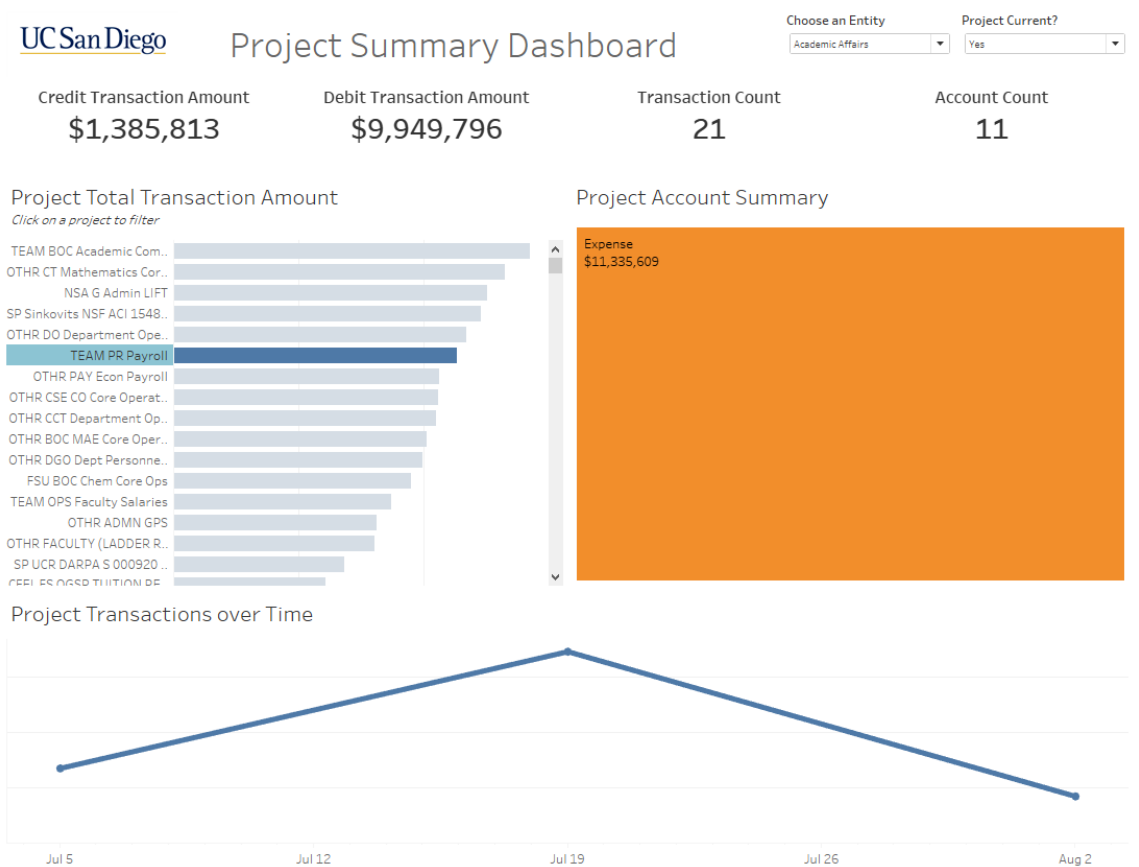 UC San Diego
Project Summary Dashboard
Choose an Entity
Academic Affairs
Project Current?
Yes
Credit Transaction Amount
$1,385,813
Debit Transaction Amount
$9,949,796
Transaction Count
21
Account Count
11
Project Total Transaction Amount
Click on a project to filter
TEAM BOC Academic Com..
OTHR CT Mathematics Cor..
NSA G Admin LIFT
SP Sinkovits NSF ACI 1548..
OTHR DO Department Ope..
TEAM PR Payroll
OTHR PAY Econ Payroll
OTHR CSE CO Core Operat..
OTHR CCT Department Op..
OTHR BOC MAE Core Oper..
OTHR DGO Dept Personne..
FSU BOC Chem Core Ops
TEAM OPS Faculty Salaries
OTHR ADMN GPS
OTHR FACULTY (LADDER R..
SP UCR DARPA S 000920 ..
Project Account Summary
Expense
$11,335,609
Project Transactions over Time
Jul 5
Jul 12
Jul 19
Jul 26
Aug 2